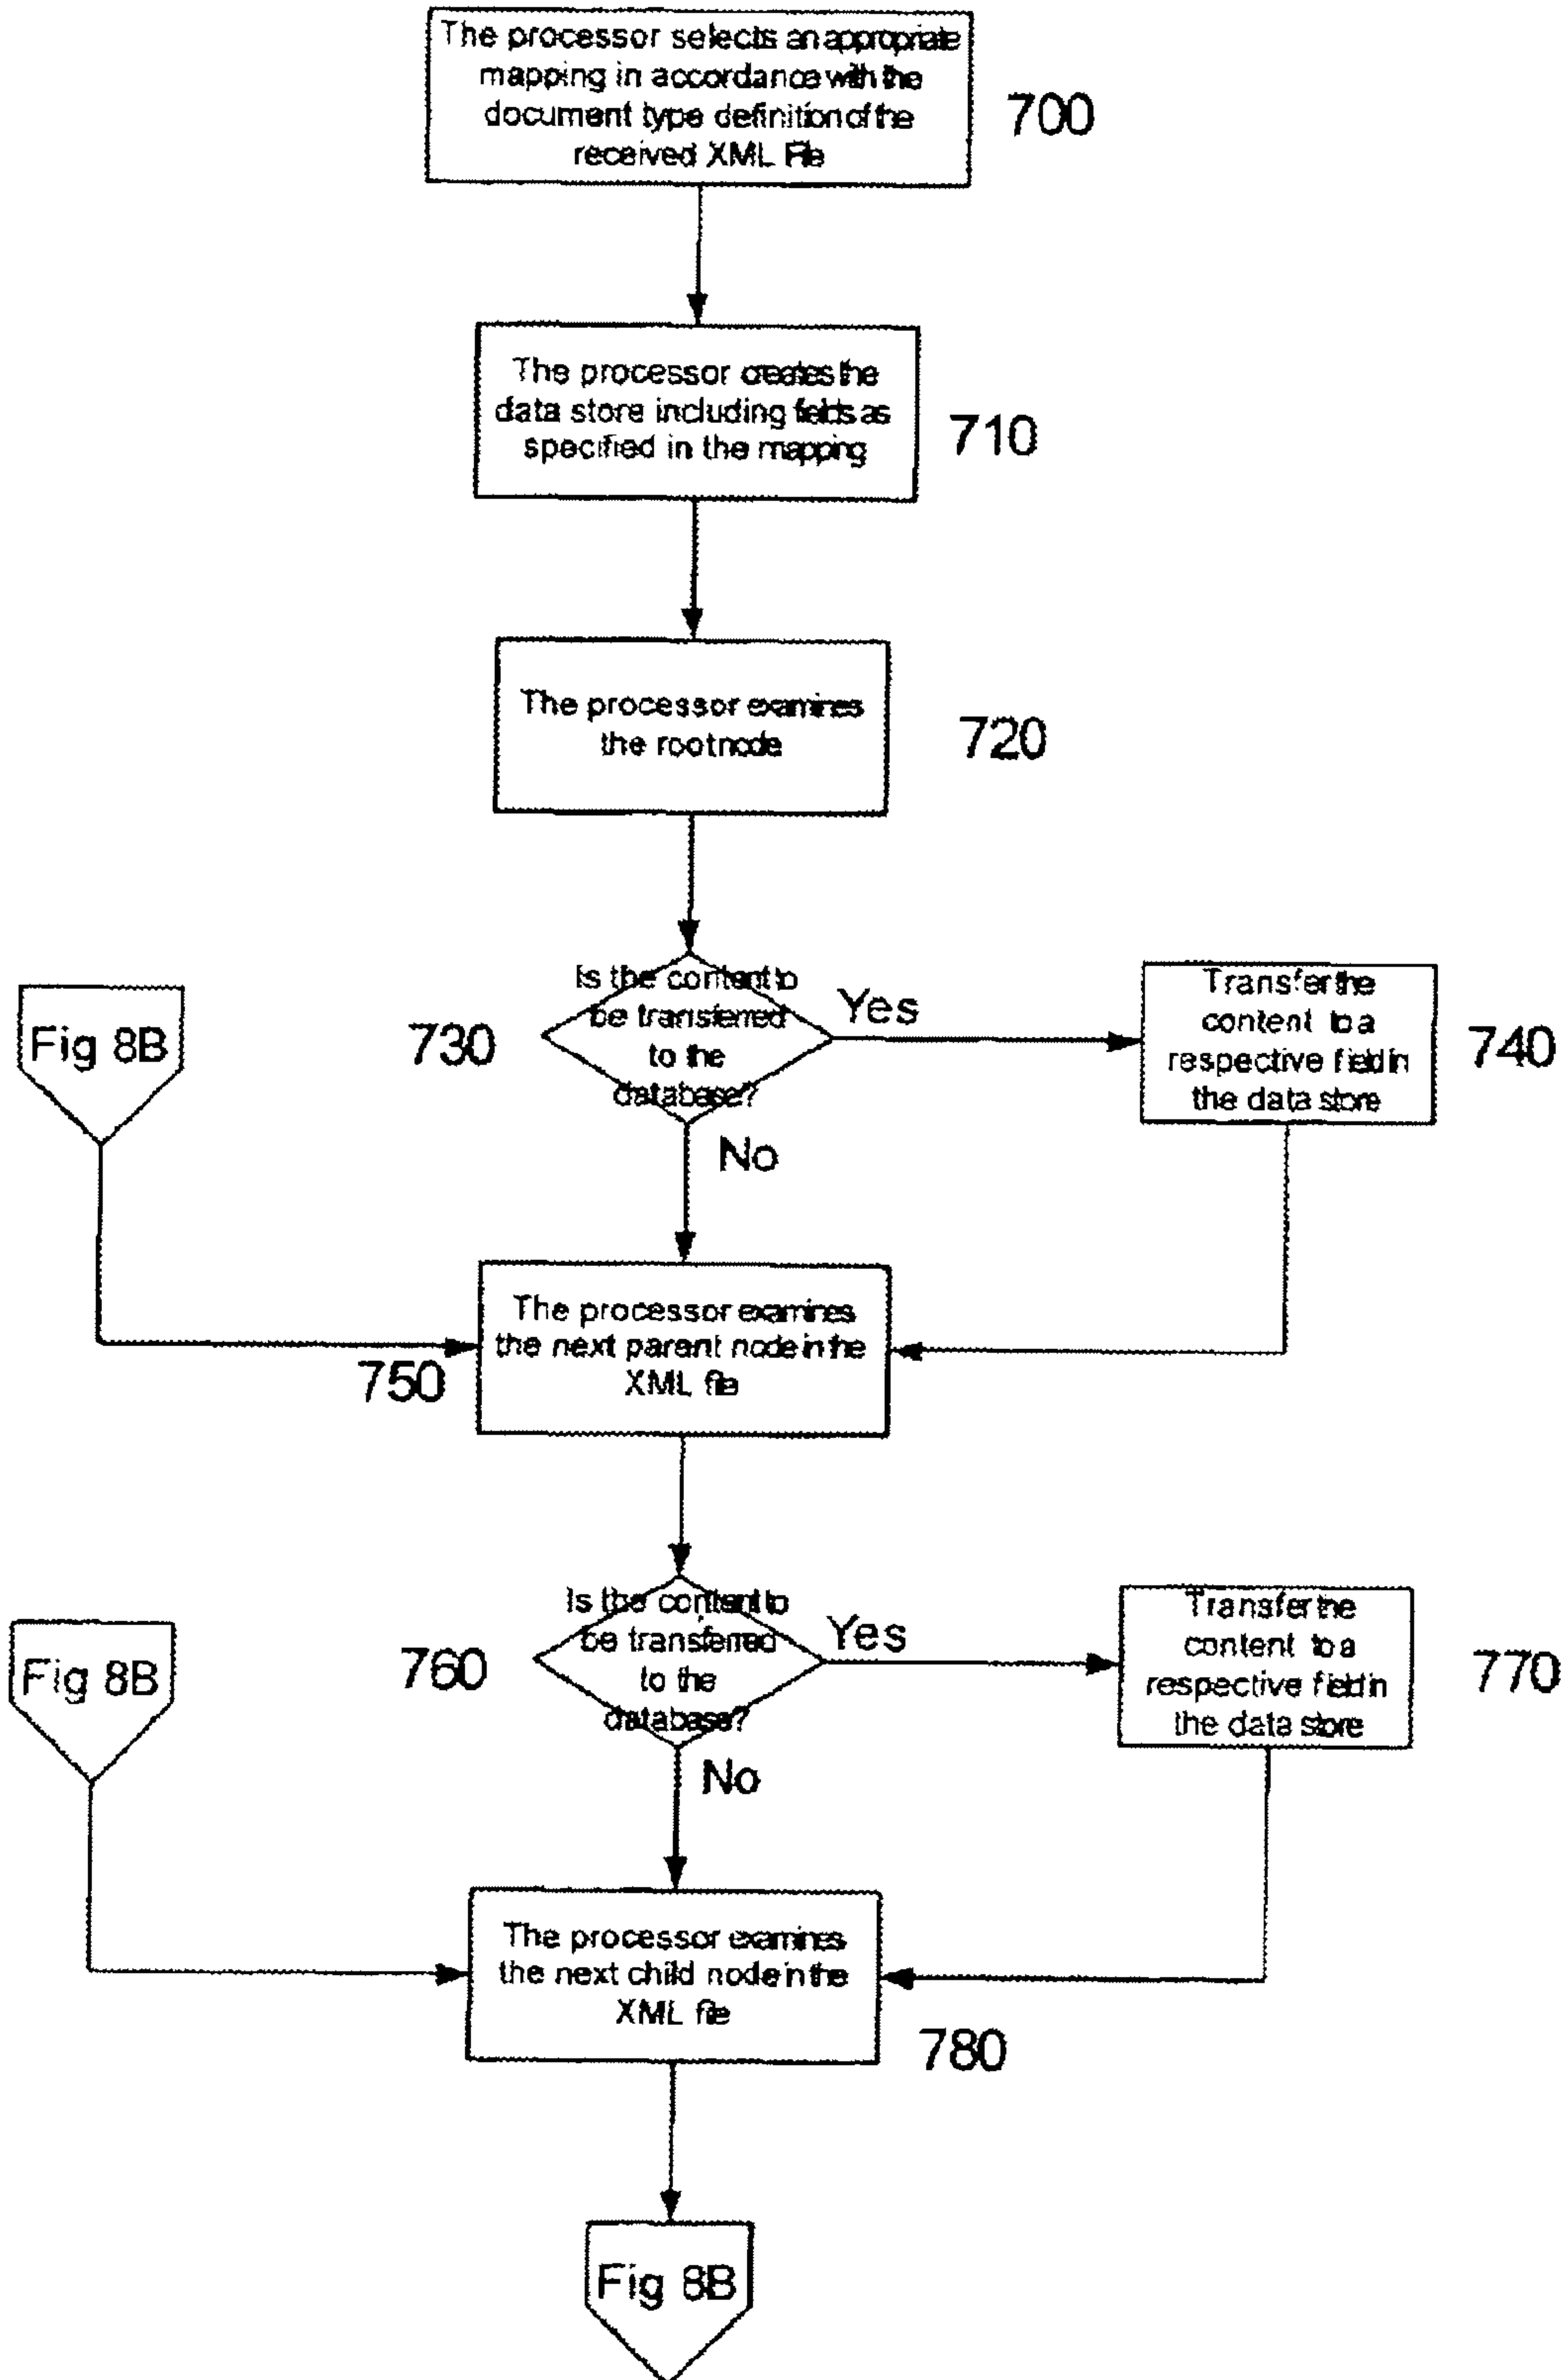 The processor selects an appropriate
mapping in accordance with the
document type definition of the
received XML File
700
The processor creates the
data store including fields as
specified in the mapping
710
The processor examines
the root node
720
Is the content to
be transferred
to the
database?
730
Yes
Transfer the
content to a
respective field in
the data store
740
Fig 8B
No
The processor examines
the next parent node in the
XML file
750
Is the content to
be transferred
to the
database?
760
Yes
Transfer the
content to a
respective field in
the data store
770
Fig 8B
No
The processor examines
the next child node in the
XML file
780
Fig 8B